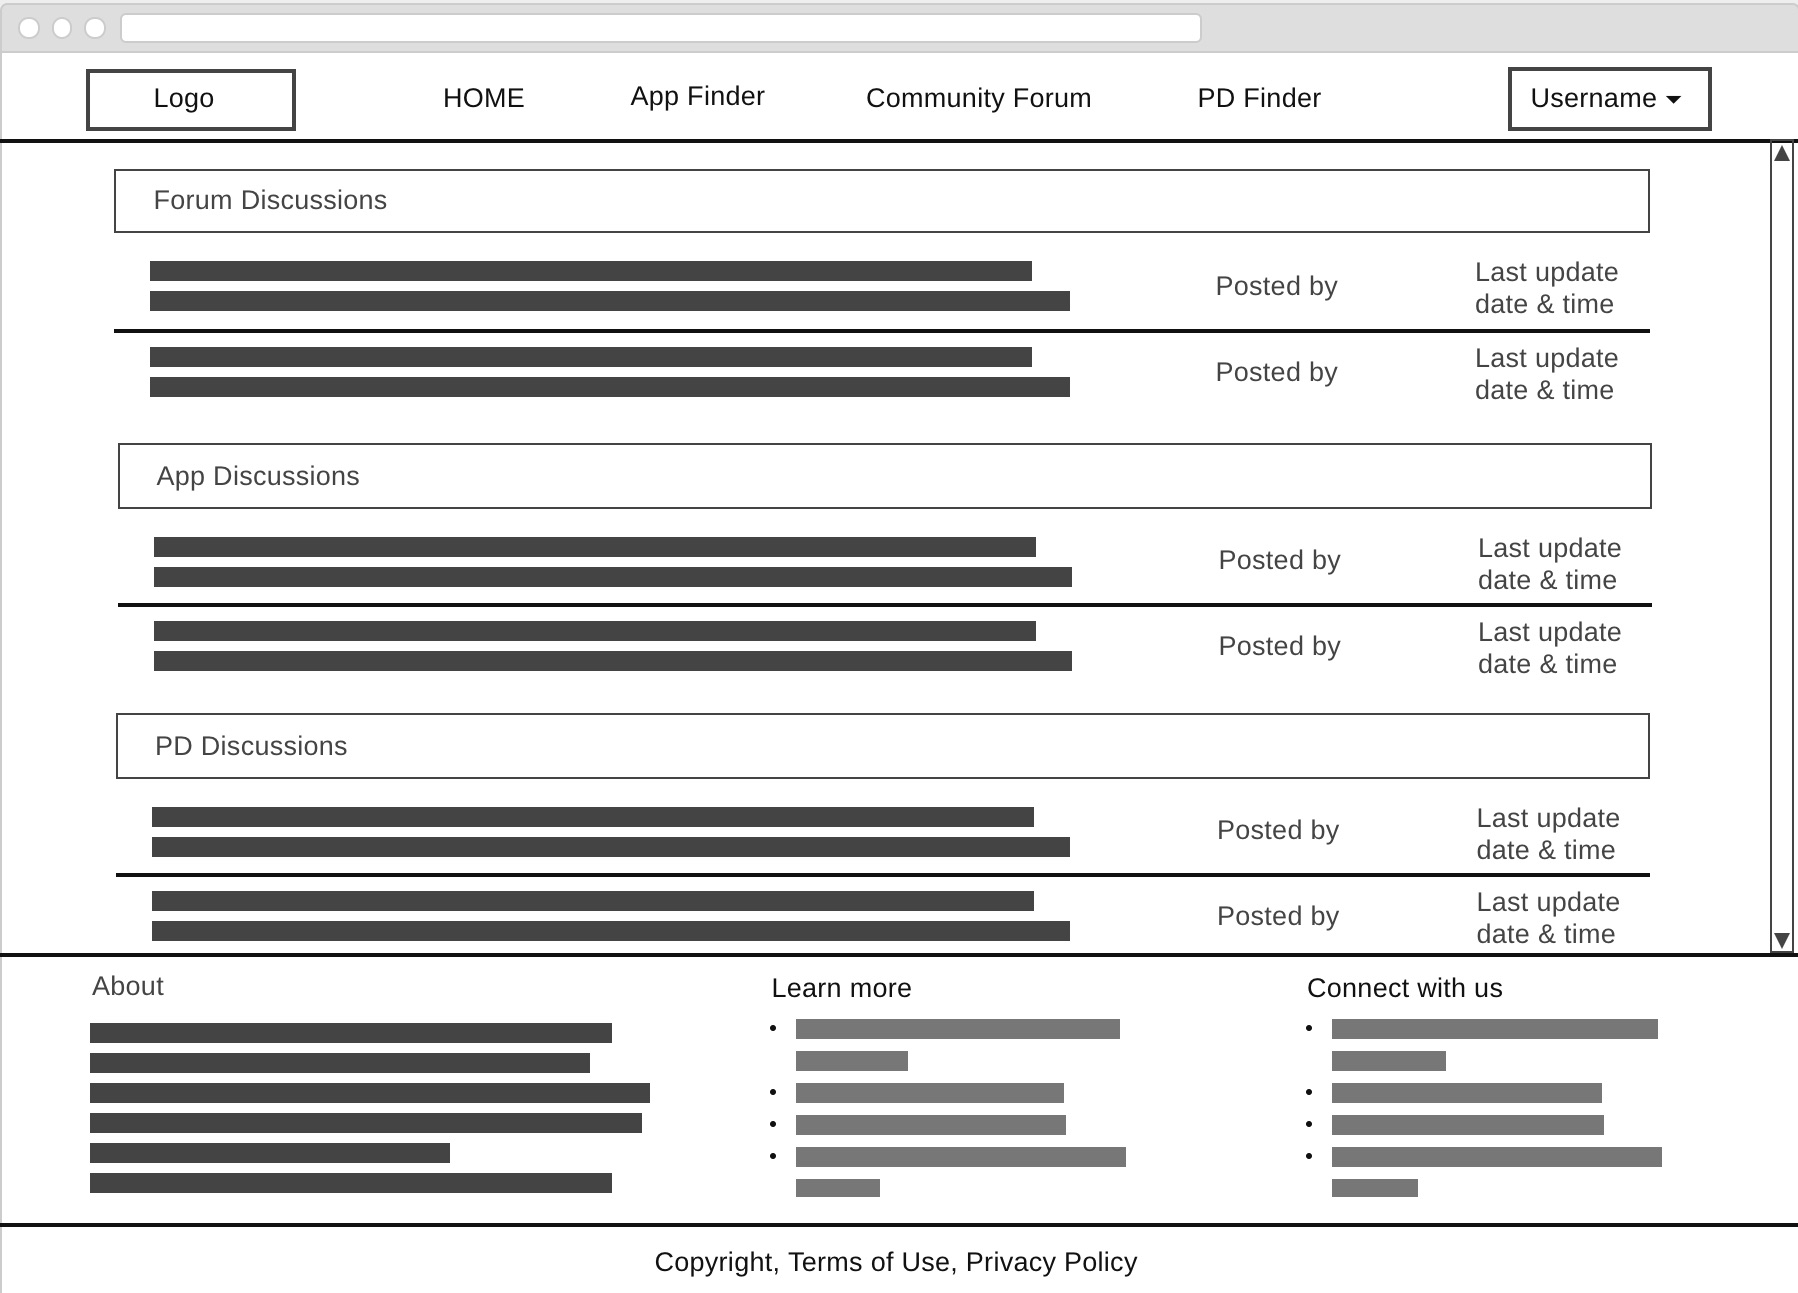 Logo
HOME
App Finder
Community Forum
PD Finder
Username
Forum Discussions
Posted by
Last update
date & time
Posted by
Last update
date & time
App Discussions
Posted by
Last update
date & time
Posted by
Last update
date & time
PD Discussions
Posted by
Last update
date & time
Posted by
Last update
date & time
About
Learn more
Connect with us
Copyright, Terms of Use, Privacy Policy